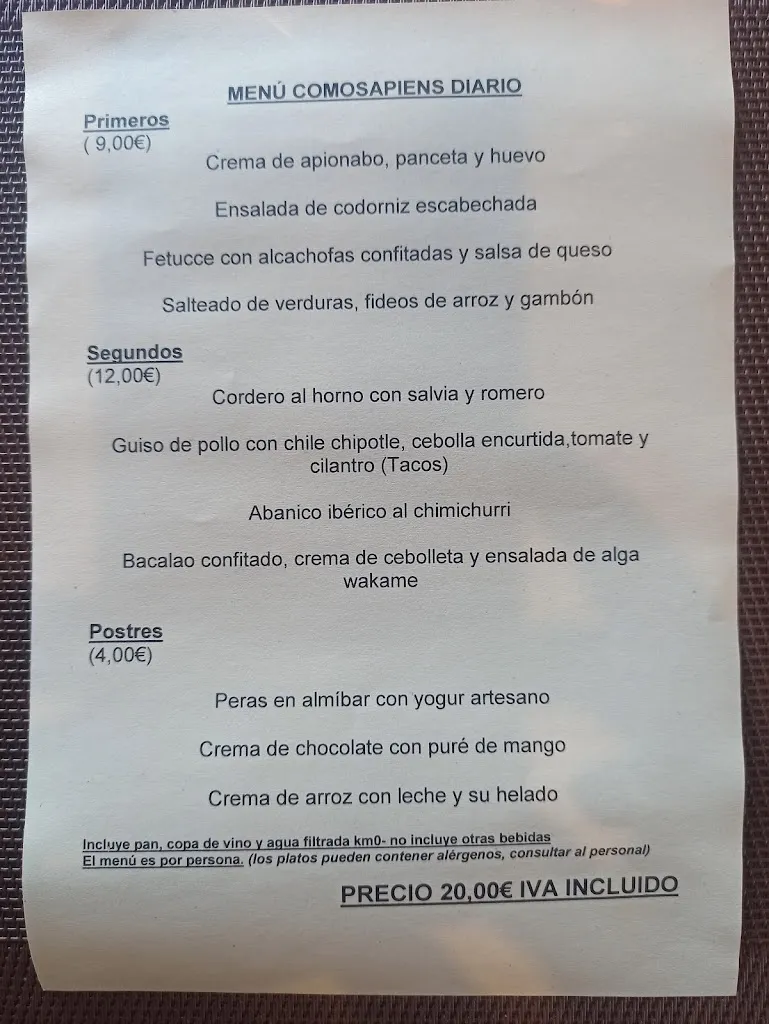 MENÚ COMOSAPIENS DIARIO
Primeros
( 9,00€)
Crema de apionabo, panceta y huevo
Ensalada de codorniz escabechada
Fetucce con alcachofas confitadas y salsa de queso
Salteado de verduras, fideos de arroz y gambón
Segundos
(12,00€)
Cordero al horno con salvia y romero
Guiso de pollo con chile chipotle, cebolla encurtida,tomate y
cilantro (Tacos)
Abanico ibérico al chimichurri
Bacalao confitado, crema de cebolleta y ensalada de alga
wakame
Postres
(4,00€)
Peras en almíbar con yogur artesano
Crema de chocolate con puré de mango
Crema de arroz con leche y su helado
Incluye pan, copa de vino y agua filtrada km0- no incluye otras bebidas
El menú es por persona. (los platos pueden contener alérgenos, consultar al personal)
PRECIO 20,00€ IVA INCLUIDO